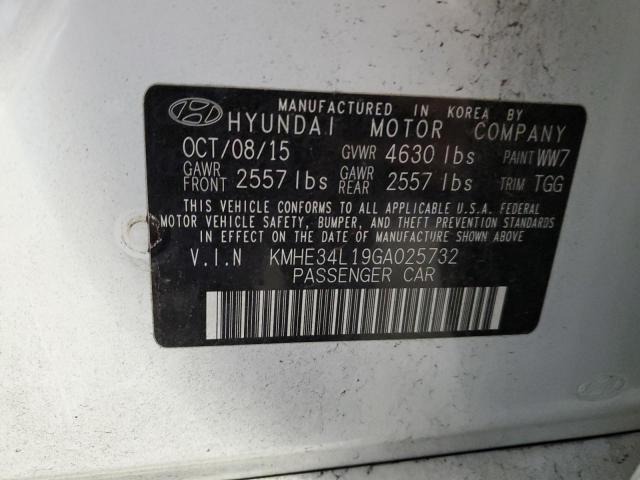 MANUFACTURED IN KOREA BY
HYUNDAI MOTOR COMPANY
OCT/08/15 GVWR 4630 lbs PAINT WW7
GAWR FRONT 2557 lbs GAWR REAR 2557 lbs TRIM TGG
THIS VEHICLE CONFORMS TO ALL APPLICABLE U.S.A. FEDERAL
MOTOR VEHICLE SAFETY, BUMPER, AND THEFT PREVENTION STANDARDS
IN EFFECT ON THE DATE OF MANUFACTURE SHOWN ABOVE
V.I.N KMHE34L19GA025732
PASSENGER CAR